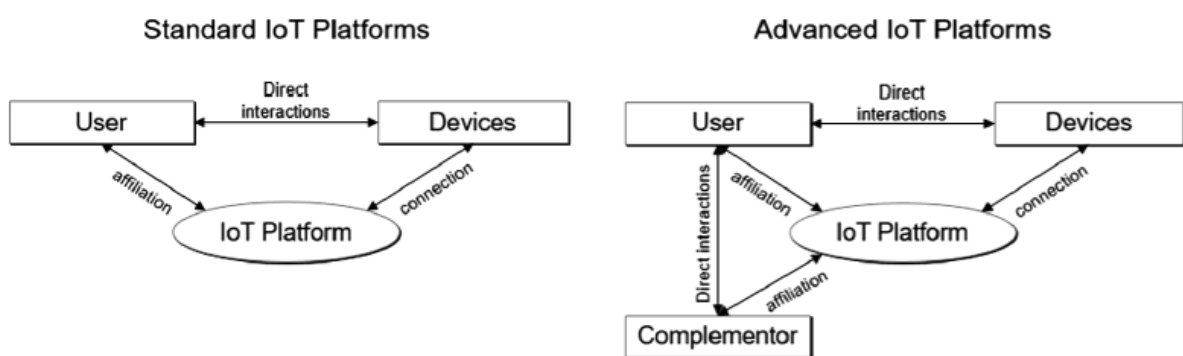 Standard IoT Platforms
Direct
interactions
User
Devices
affiliation
connection
IoT Platform
Advanced IoT Platforms
Direct
interactions
User
Devices
Direct interactions
affiliation
connection
IoT Platform
affiliation
Complementor